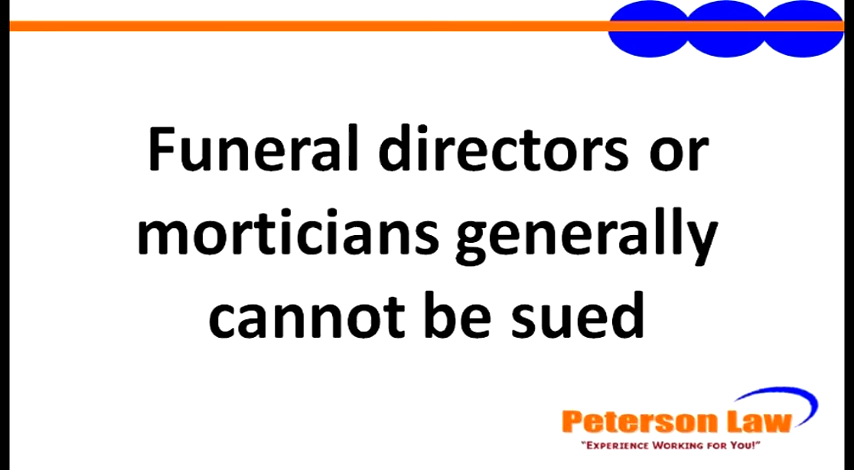 Funeral directors or
morticians generally
cannot be sued
Peterson Law
"EXPERIENCE WORKING FOR YOU!"